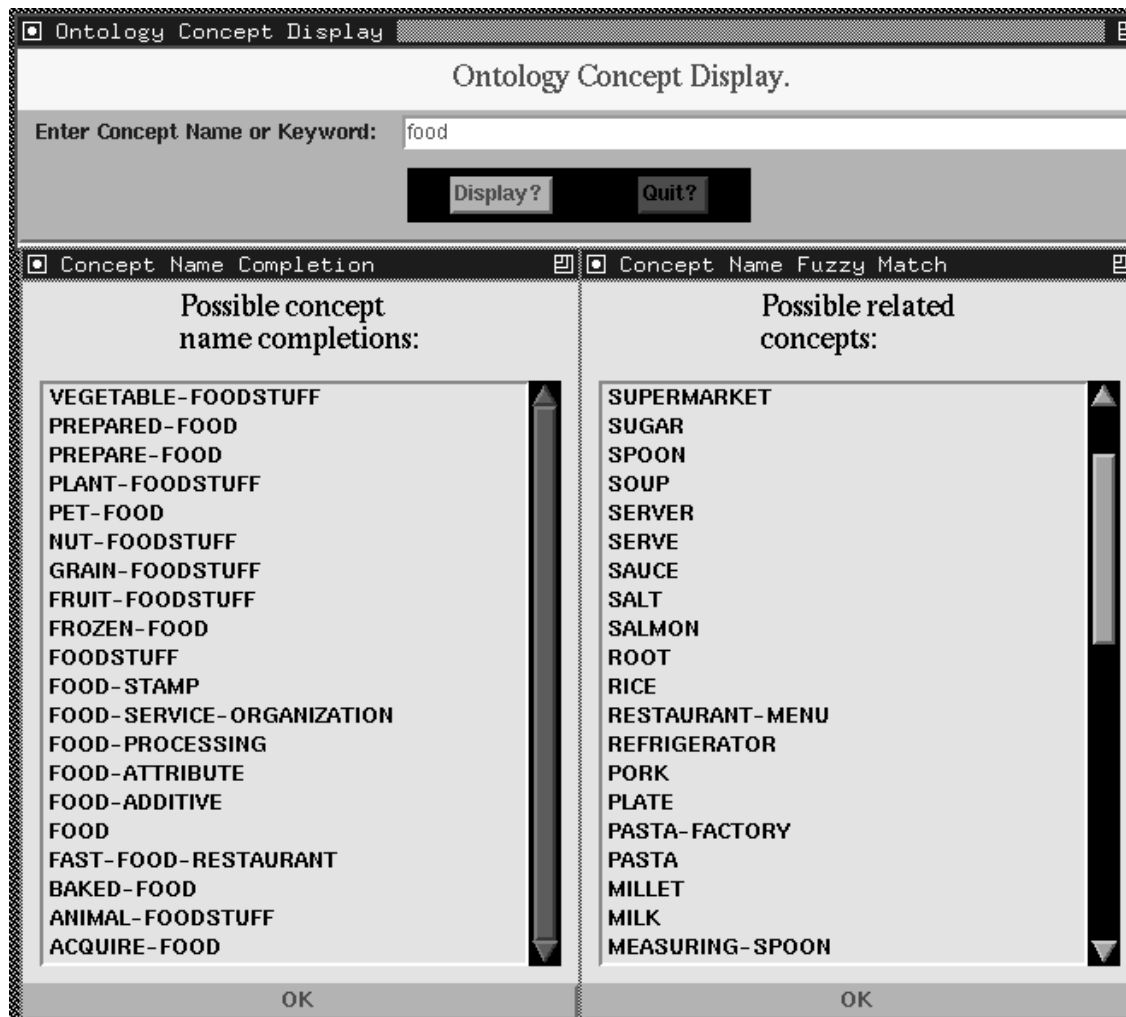 Ontology Concept Display
Ontology Concept Display.
Enter Concept Name or Keyword: food
Display? Quit?
Concept Name Completion
Possible concept
name completions:
VEGETABLE-FOODSTUFF
PREPARED-FOOD
PREPARE-FOOD
PLANT-FOODSTUFF
PET-FOOD
NUT-FOODSTUFF
GRAIN-FOODSTUFF
FRUIT-FOODSTUFF
FROZEN-FOOD
FOODSTUFF
FOOD-STAMP
FOOD-SERVICE-ORGANIZATION
FOOD-PROCESSING
FOOD-ATTRIBUTE
FOOD-ADDITIVE
FOOD
FAST-FOOD-RESTAURANT
BAKED-FOOD
ANIMAL-FOODSTUFF
ACQUIRE-FOOD
OK
Concept Name Fuzzy Match
Possible related
concepts:
SUPERMARKET
SUGAR
SPOON
SOUP
SERVER
SERVE
SAUCE
SALT
SALMON
ROOT
RICE
RESTAURANT-MENU
REFRIGERATOR
PORK
PLATE
PASTA-FACTORY
PASTA
MILLET
MILK
MEASURING-SPOON
OK